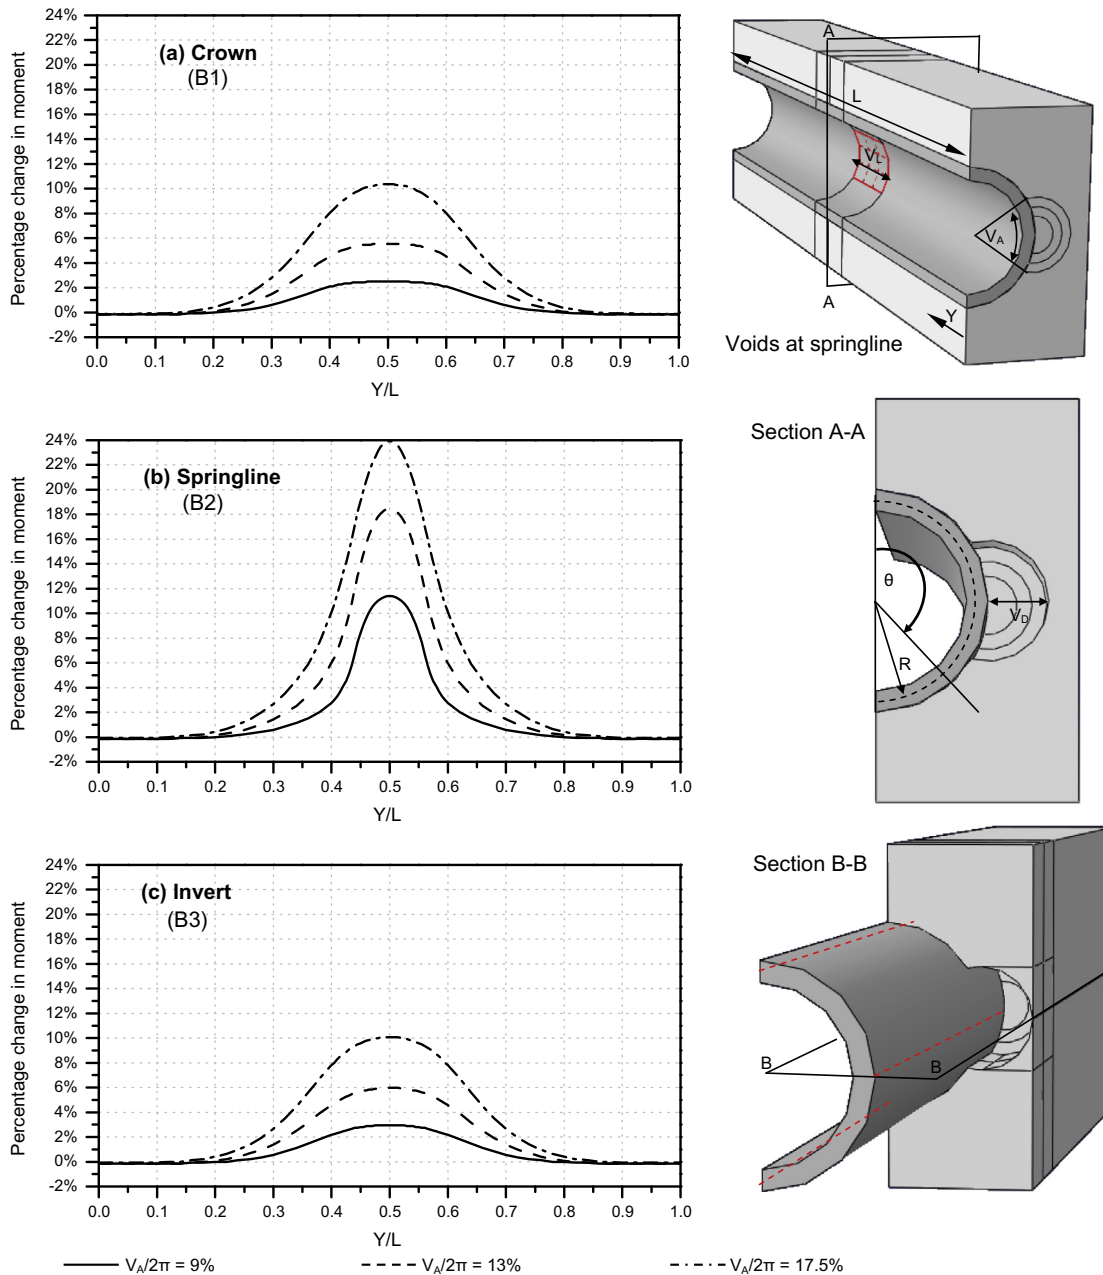 24%
22%
20%
18%
16%
14%
12%
10%
8%
6%
4%
2%
0%
-2%
Percentage change in moment
(a) Crown
(B1)
0.0 0.1 0.2 0.3 0.4 0.5 0.6 0.7 0.8 0.9 1.0
Y/L
A
L
V_L
V_A
A
Y
Voids at springline
24%
22%
20%
18%
16%
14%
12%
10%
8%
6%
4%
2%
0%
-2%
Percentage change in moment
(b) Springline
(B2)
0.0 0.1 0.2 0.3 0.4 0.5 0.6 0.7 0.8 0.9 1.0
Y/L
Section A-A
θ
V_D
R
24%
22%
20%
18%
16%
14%
12%
10%
8%
6%
4%
2%
0%
-2%
Percentage change in moment
(c) Invert
(B3)
0.0 0.1 0.2 0.3 0.4 0.5 0.6 0.7 0.8 0.9 1.0
Y/L
Section B-B
B
B
V_A/2π = 9% V_A/2π = 13% V_A/2π = 17.5%